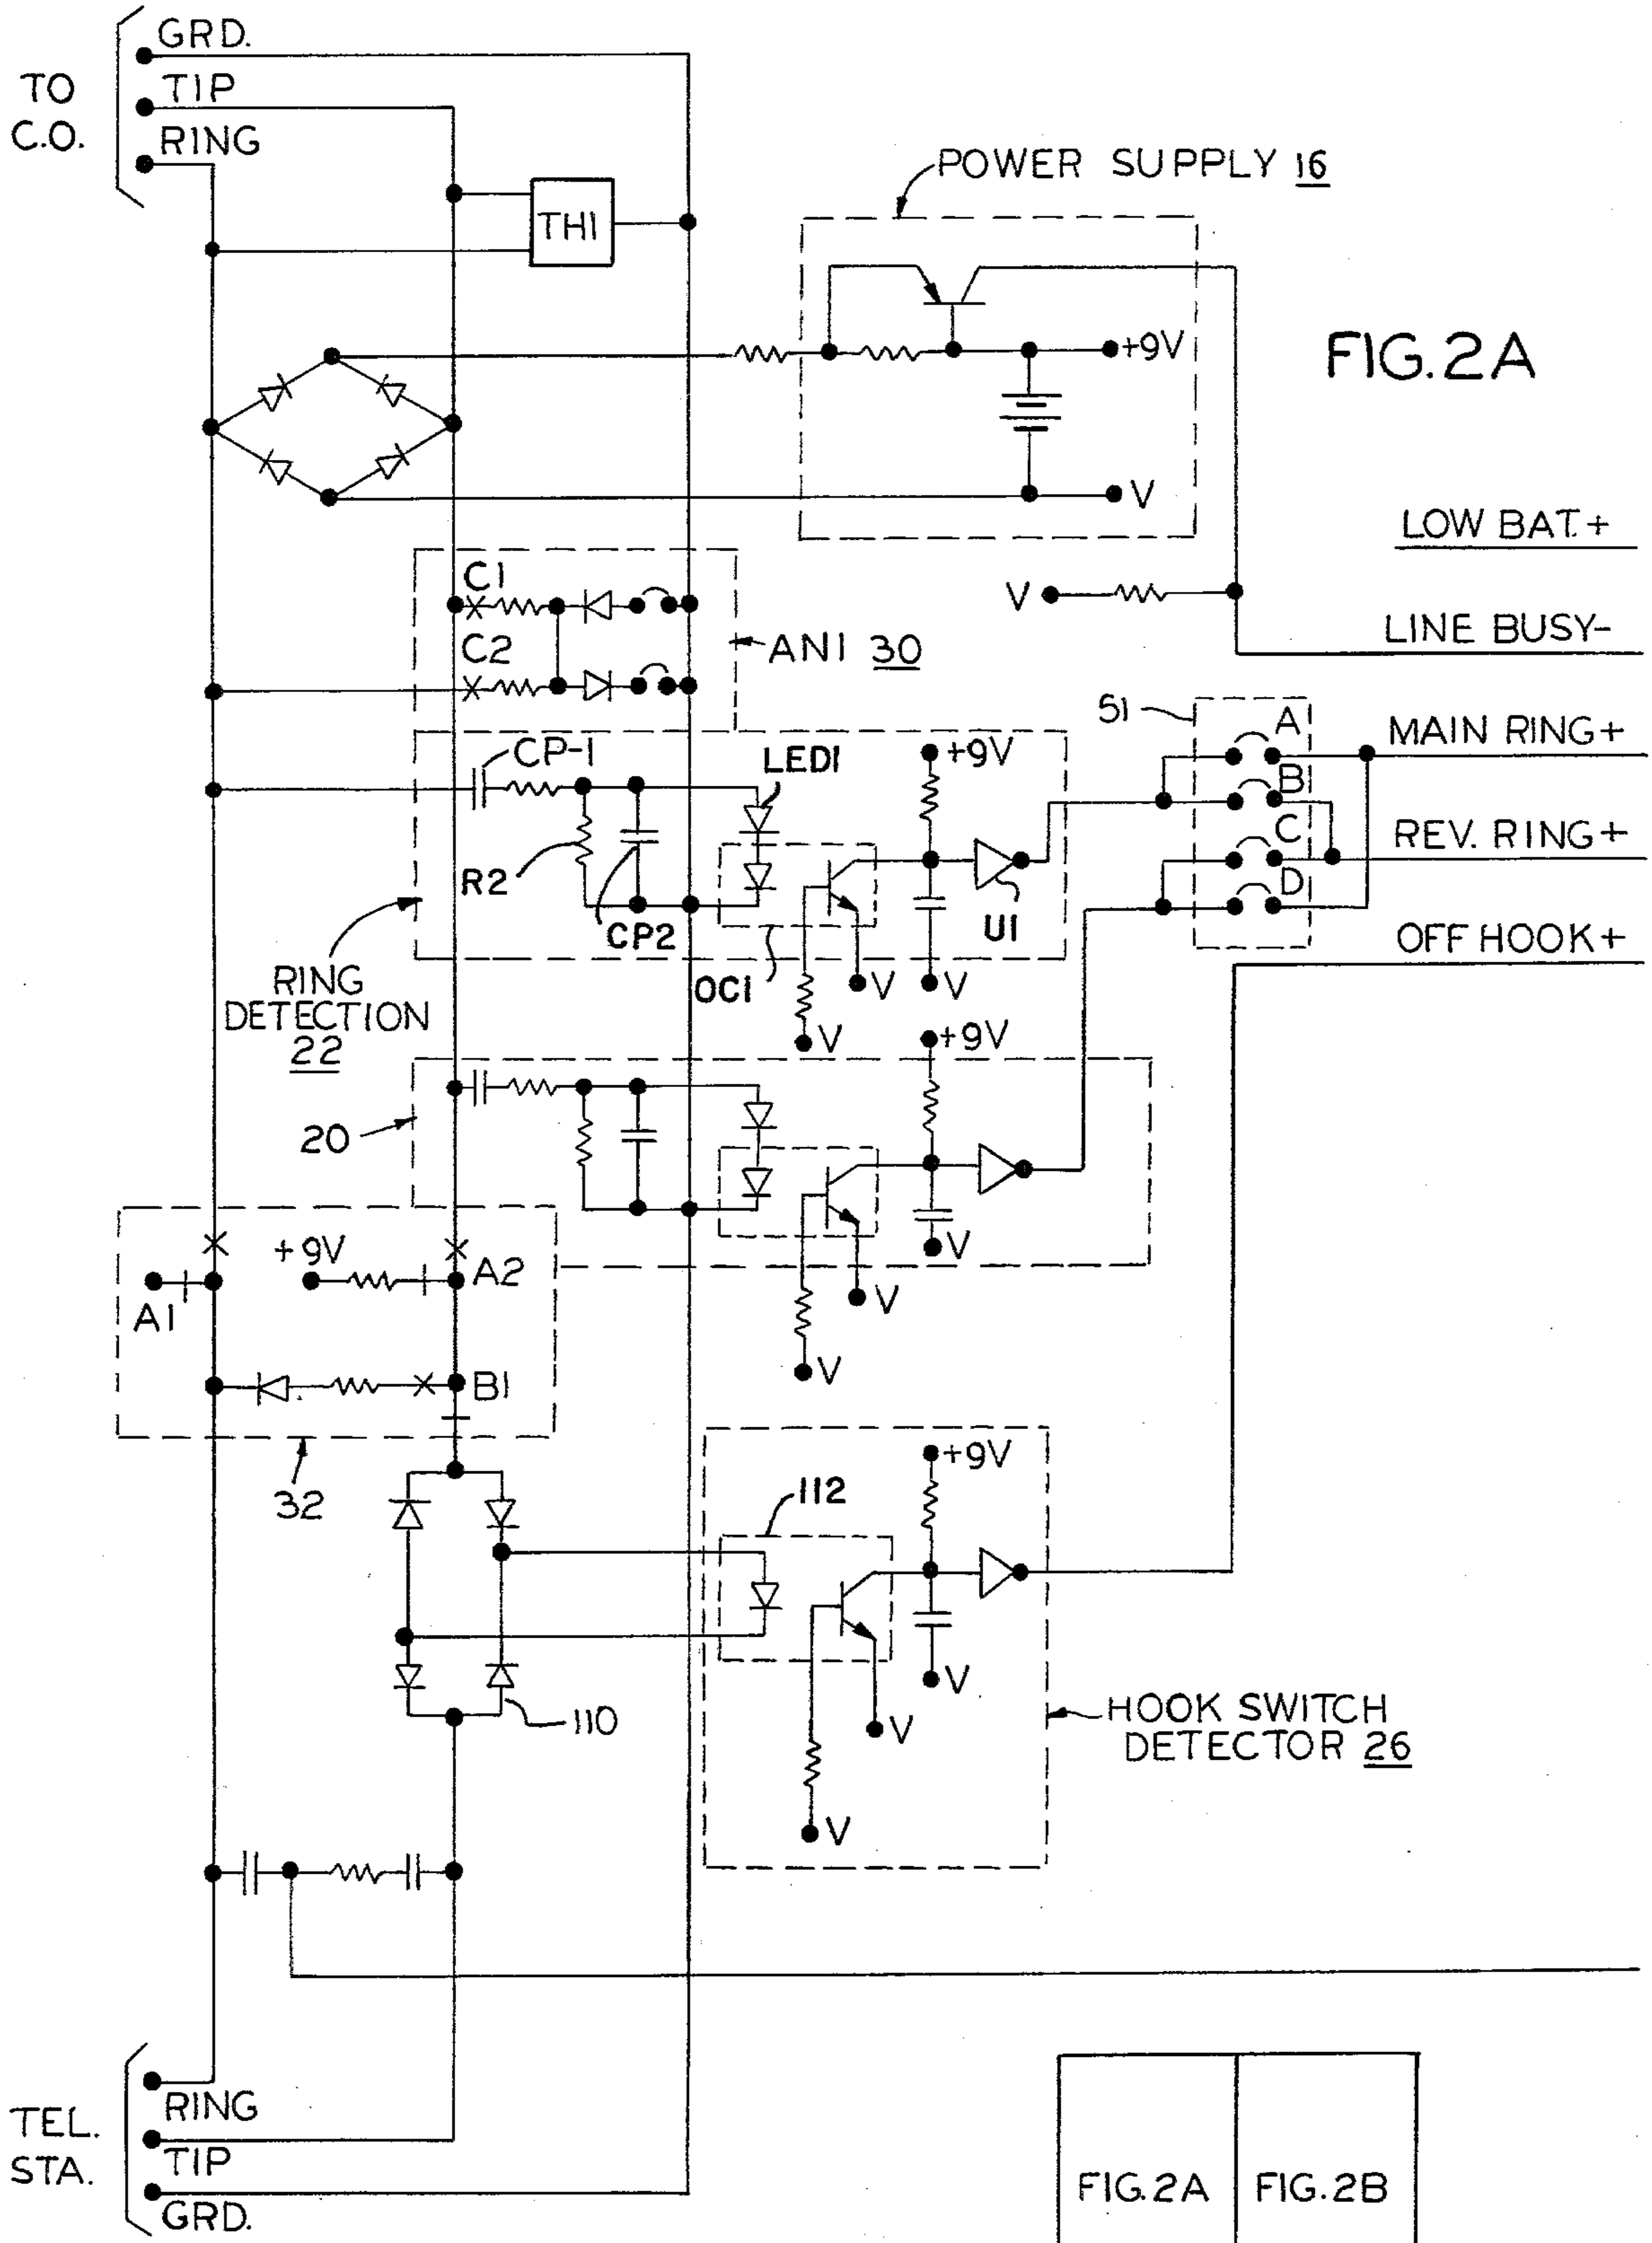 GRD.
TIP
RING
TO
C.O.
TH1
POWER SUPPLY 16
+9V
V
FIG.2A
LOW BAT.+
V
LINE BUSY-
C1
C2
ANI 30
51
A
B
C
D
MAIN RING+
REV. RING+
OFF HOOK+
CP-1
LED1
+9V
R2
CP2
OC1
U1
V
V
V
RING
DETECTION
22
+9V
20
V
V
V
+9V
A1
A2
B1
32
+9V
112
V
V
V
110
HOOK SWITCH
DETECTOR 26
RING
TEL.
STA.
TIP
GRD.
FIG.2A
FIG.2B